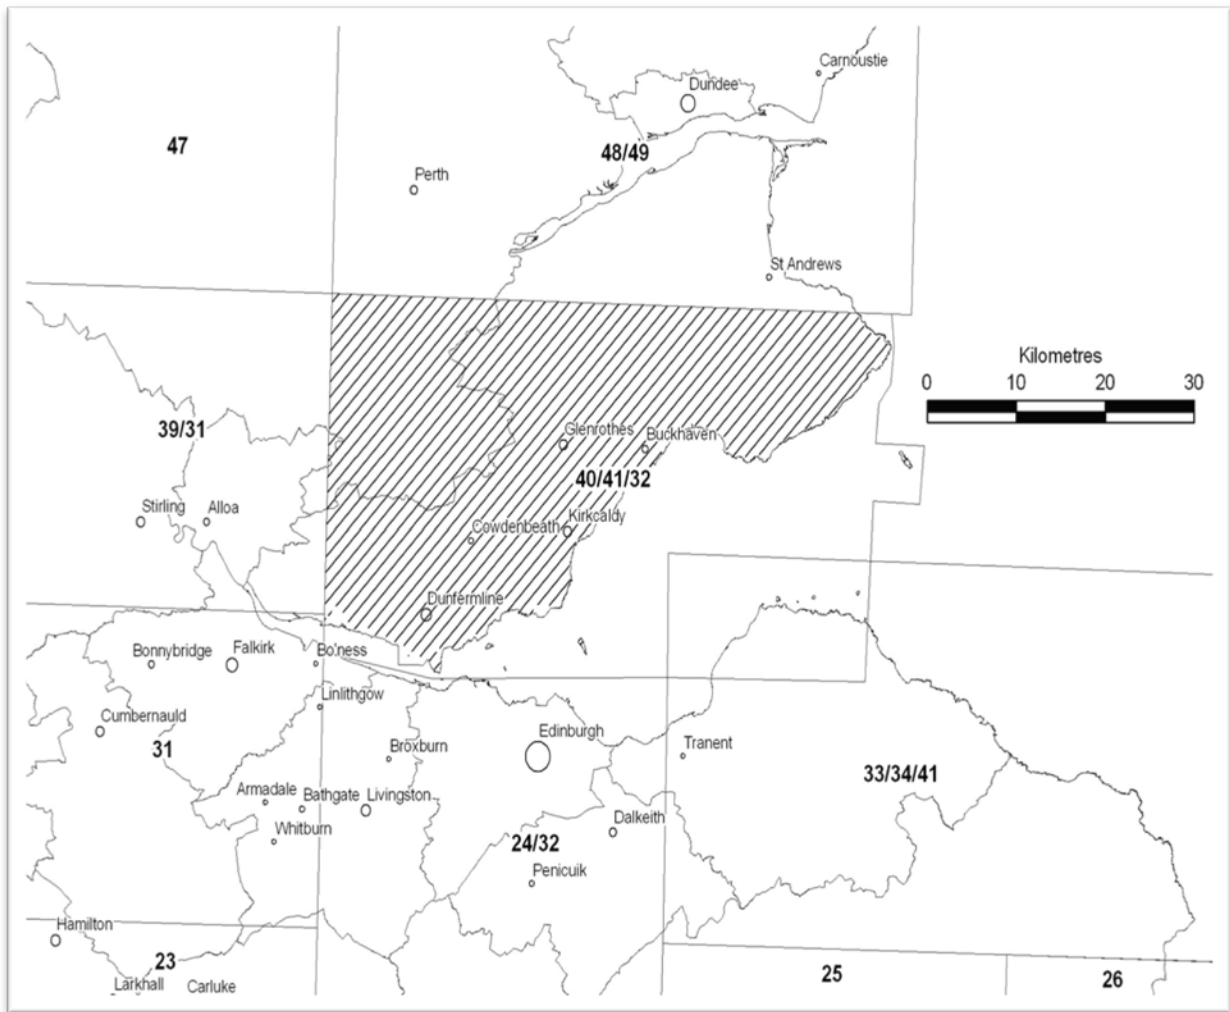 Carnoustie
Dundee
47
48/49
Perth
St Andrews
Kilometres
0 10 20 30
39/31
Glenrothes
Buckhaven
40/41/32
Stirling
Alloa
Cowdenbeath
Kirkcaldy
Dunfermline
Bonnybridge
Falkirk
Bo'ness
Linlithgow
Cumbernauld
31
Broxburn
Edinburgh
Tranent
33/34/41
Armadale
Bathgate
Livingston
Whitburn
Dalkeith
24/32
Penicuik
Hamilton
23
Larkhall
Carluke
25
26